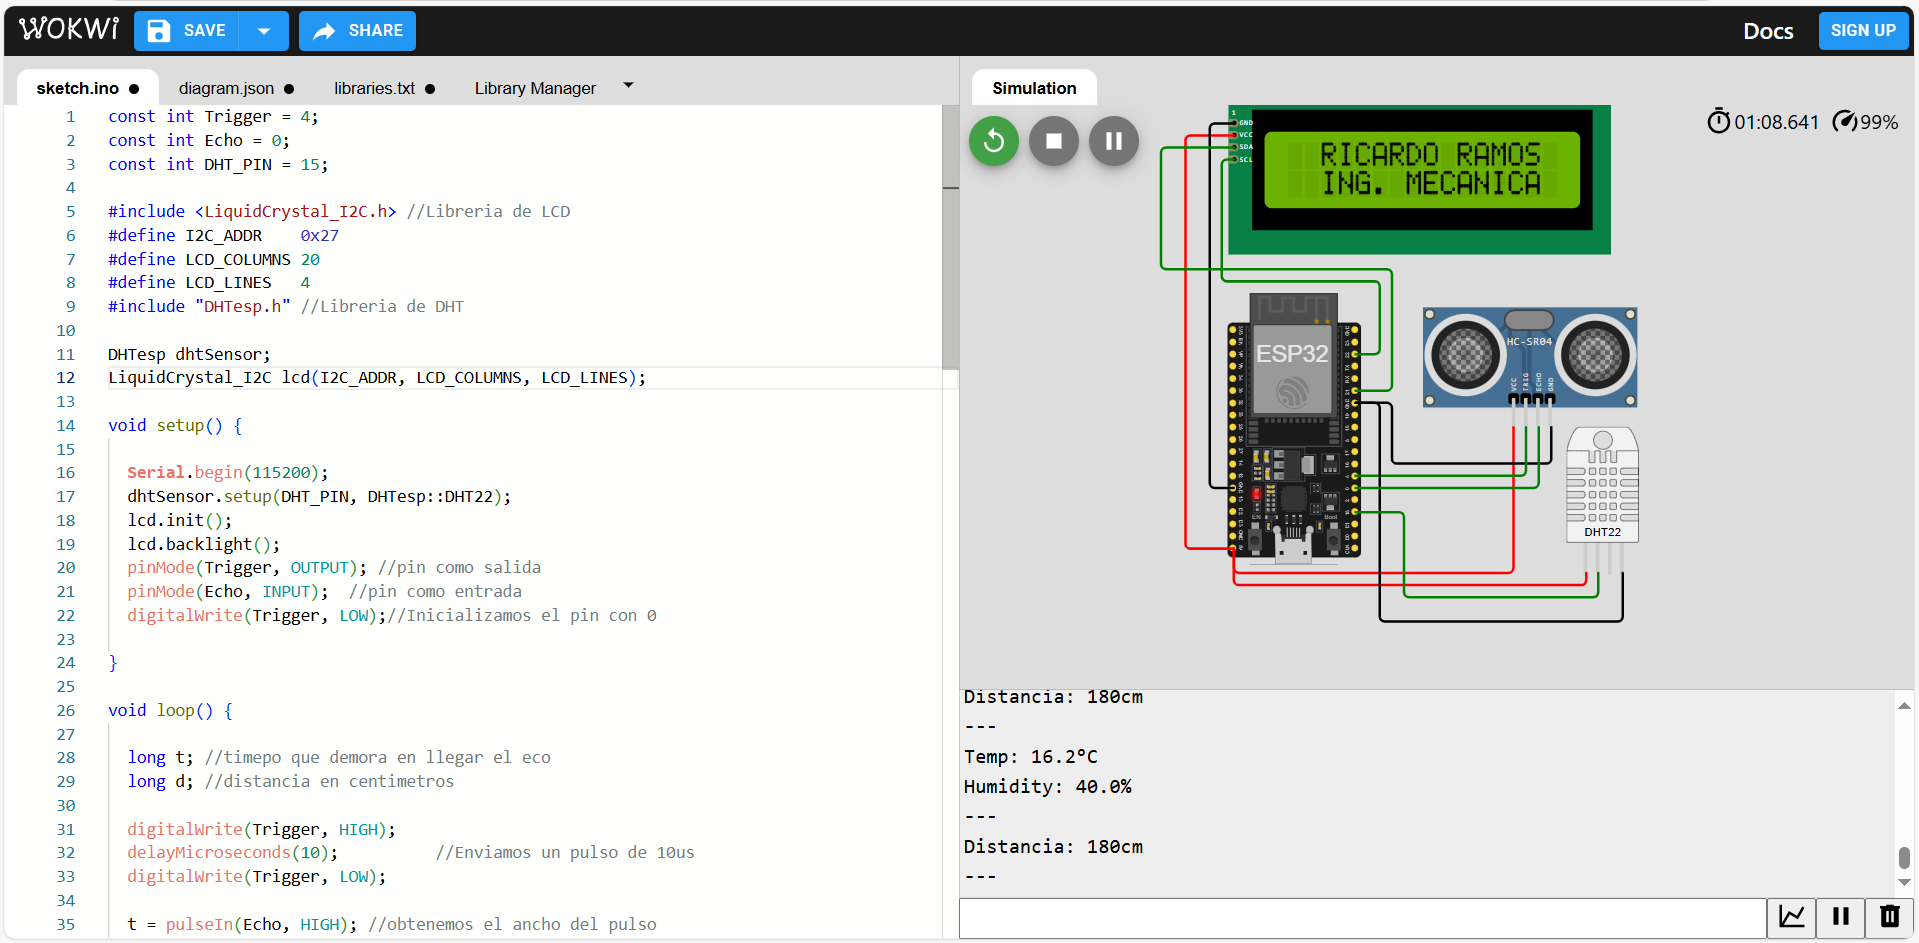 WOKWi SAVE SHARE Docs SIGN UP
sketch.ino ● diagram.json ● libraries.txt ● Library Manager
1 const int Trigger = 4;
2 const int Echo = 0;
3 const int DHT_PIN = 15;
4
5 #include <LiquidCrystal_I2C.h> //Libreria de LCD
6 #define I2C_ADDR    0x27
7 #define LCD_COLUMNS 20
8 #define LCD_LINES   4
9 #include "DHTesp.h" //Libreria de DHT
10
11 DHTesp dhtSensor;
12 LiquidCrystal_I2C lcd(I2C_ADDR, LCD_COLUMNS, LCD_LINES);
13
14 void setup() {
15
16 Serial.begin(115200);
17 dhtSensor.setup(DHT_PIN, DHTesp::DHT22);
18 lcd.init();
19 lcd.backlight();
20 pinMode(Trigger, OUTPUT); //pin como salida
21 pinMode(Echo, INPUT);  //pin como entrada
22 digitalWrite(Trigger, LOW);//Inicializamos el pin con 0
23
24 }
25
26 void loop() {
27
28 long t; //timepo que demora en llegar el eco
29 long d; //distancia en centimetros
30
31 digitalWrite(Trigger, HIGH);
32 delayMicroseconds(10);          //Enviamos un pulso de 10us
33 digitalWrite(Trigger, LOW);
34
35 t = pulseIn(Echo, HIGH); //obtenemos el ancho del pulso
Simulation
01:08.641 99%
1
GND
VCC
SDA
SCL
RICARDO RAMOS
ING. MECANICA
ESP32
EN
Boot
HC-SR04
VCC
TRIG
ECHO
GND
DHT22
Distancia: 180cm
---
Temp: 16.2°C
Humidity: 40.0%
---
Distancia: 180cm
---